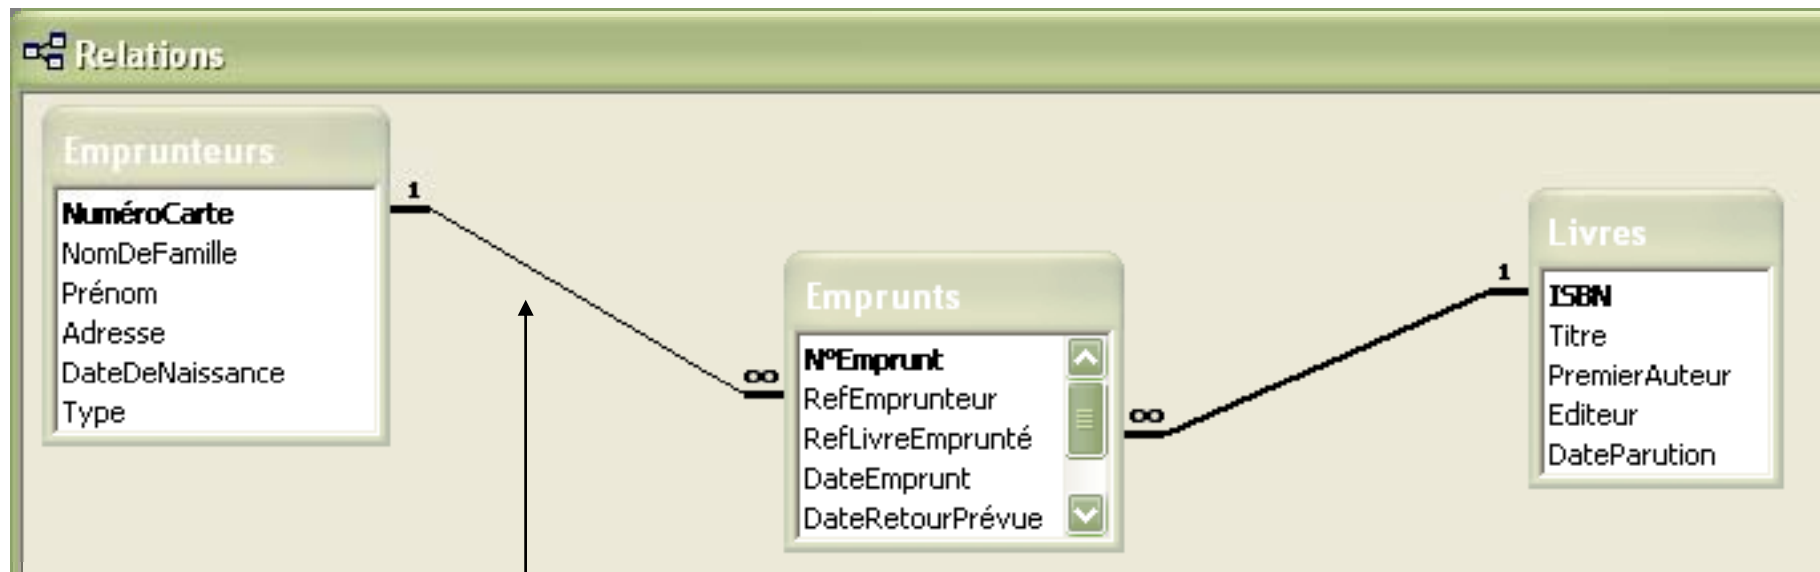 Relations
Emprunteurs
NuméroCarte
NomDeFamille
Prénom
Adresse
DateDeNaissance
Type
1
∞
Emprunts
N°Emprunt
RefEmprunteur
RefLivreEmprunté
DateEmprunt
DateRetourPrévue
∞
1
Livres
ISBN
Titre
PremierAuteur
Editeur
DateParution